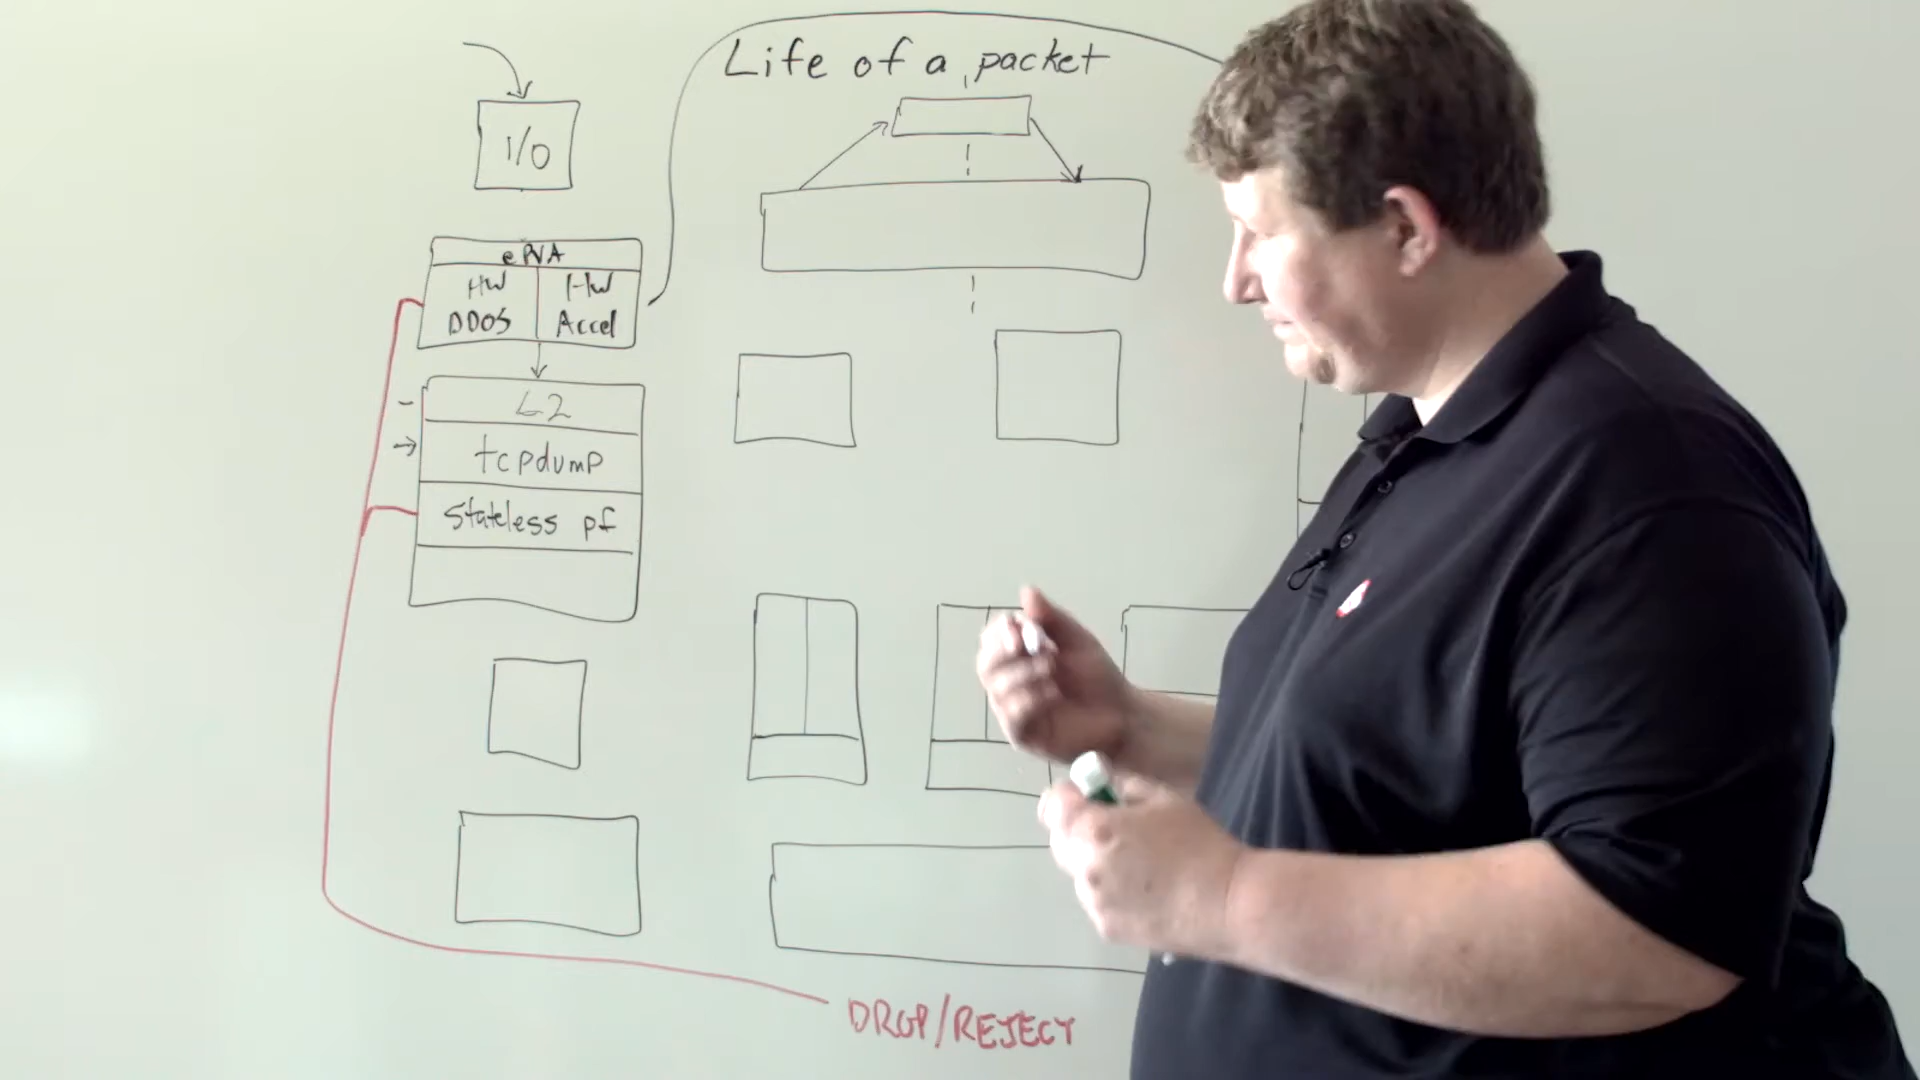 Life of a packet
I/O
ePVA
HW
DDOS
HW
Accel
L2
tcpdump
Stateless pf
DROP/REJECT